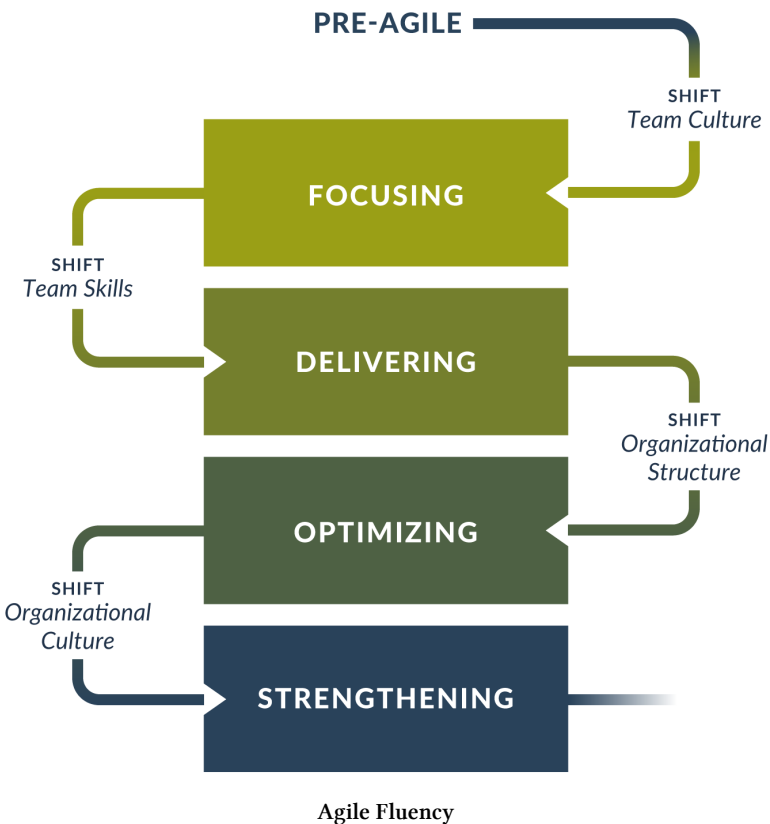 PRE-AGILE
SHIFT
Team Culture
FOCUSING
SHIFT
Team Skills
DELIVERING
SHIFT
Organizational
Structure
OPTIMIZING
SHIFT
Organizational
Culture
STRENGTHENING
Agile Fluency